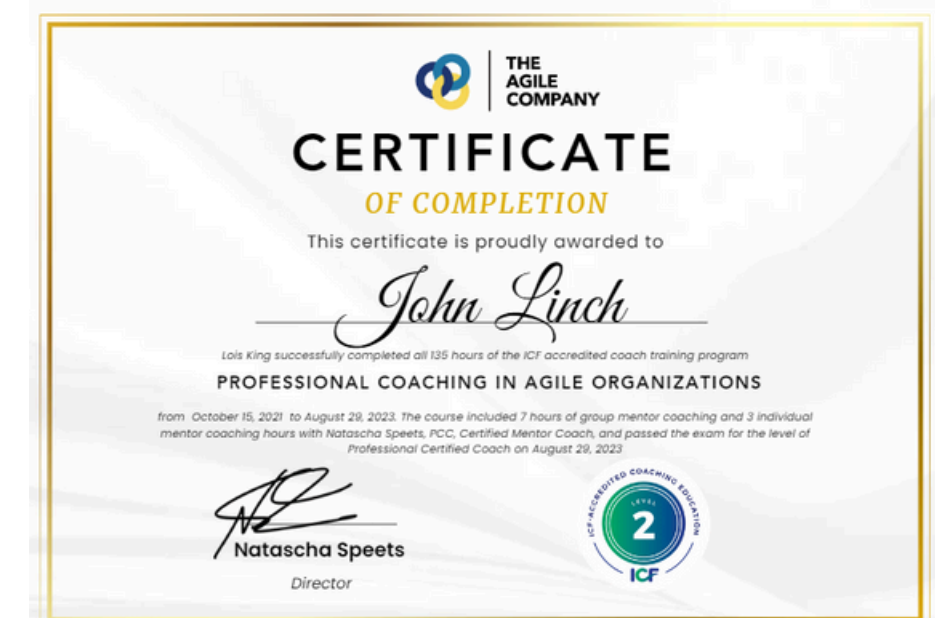 THE
AGILE
COMPANY
CERTIFICATE
OF COMPLETION
This certificate is proudly awarded to
John Linch
Lois King successfully completed all 135 hours of the ICF accredited coach training program
PROFESSIONAL COACHING IN AGILE ORGANIZATIONS
from October 15, 2021 to August 29, 2023. The course included 7 hours of group mentor coaching and 3 individual
mentor coaching hours with Natascha Speets, PCC, Certified Mentor Coach, and passed the exam for the level of
Professional Certified Coach on August 29, 2023
Natascha Speets
Director
ICF-ACCREDITED COACHING EDUCATION
LEVEL
2
ICF